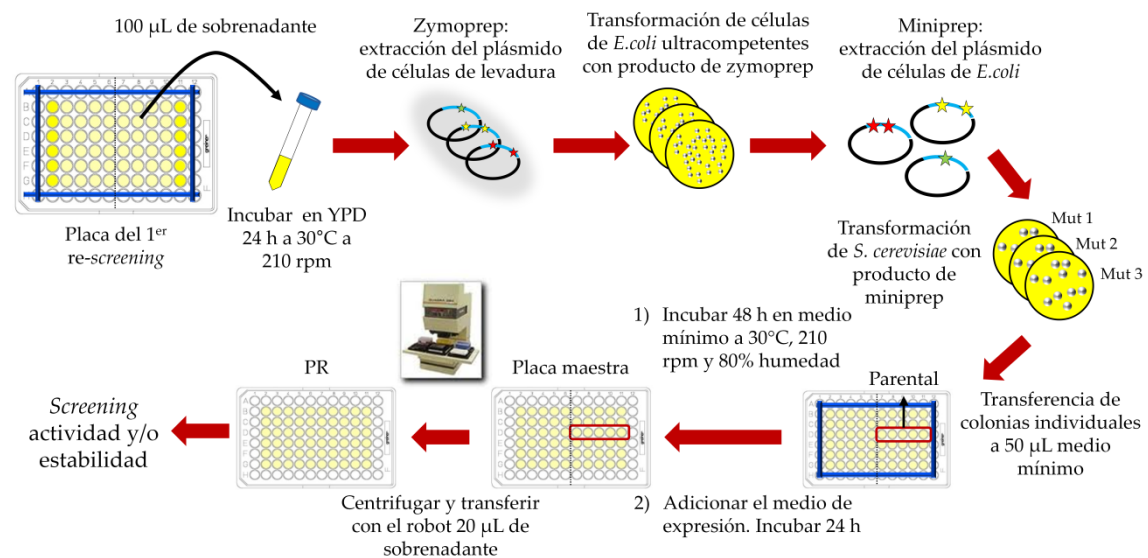 100 µL de sobrenadante
Placa del 1er
re-screening
Incubar en YPD
24 h a 30°C a
210 rpm
Zymoprep:
extracción del plásmido
de células de levadura
Transformación de células
de E.coli ultracompetentes
con producto de zymoprep
Miniprep:
extracción del plásmido
de células de E.coli
Transformación
de S. cerevisiae con
producto de
miniprep
Mut 1
Mut 2
Mut 3
Transferencia de
colonias individuales
a 50 µL medio
mínimo
Parental
1) Incubar 48 h en medio
mínimo a 30°C, 210
rpm y 80% humedad
2) Adicionar el medio de
expresión. Incubar 24 h
Placa maestra
Centrifugar y transferir
con el robot 20 µL de
sobrenadante
PR
Screening
actividad y/o
estabilidad